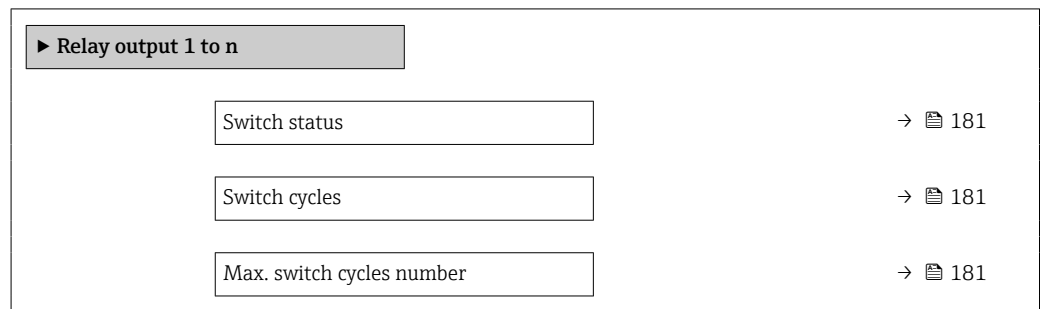 ▶ Relay output 1 to n
Switch status → 181
Switch cycles → 181
Max. switch cycles number → 181